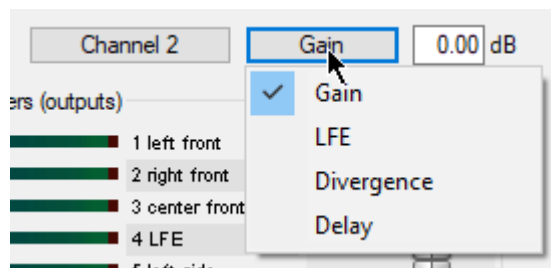 Channel 2 Gain 0.00 dB
ers (outputs)
Gain
LFE
Divergence
Delay
1 left front
2 right front
3 center front
4 LFE